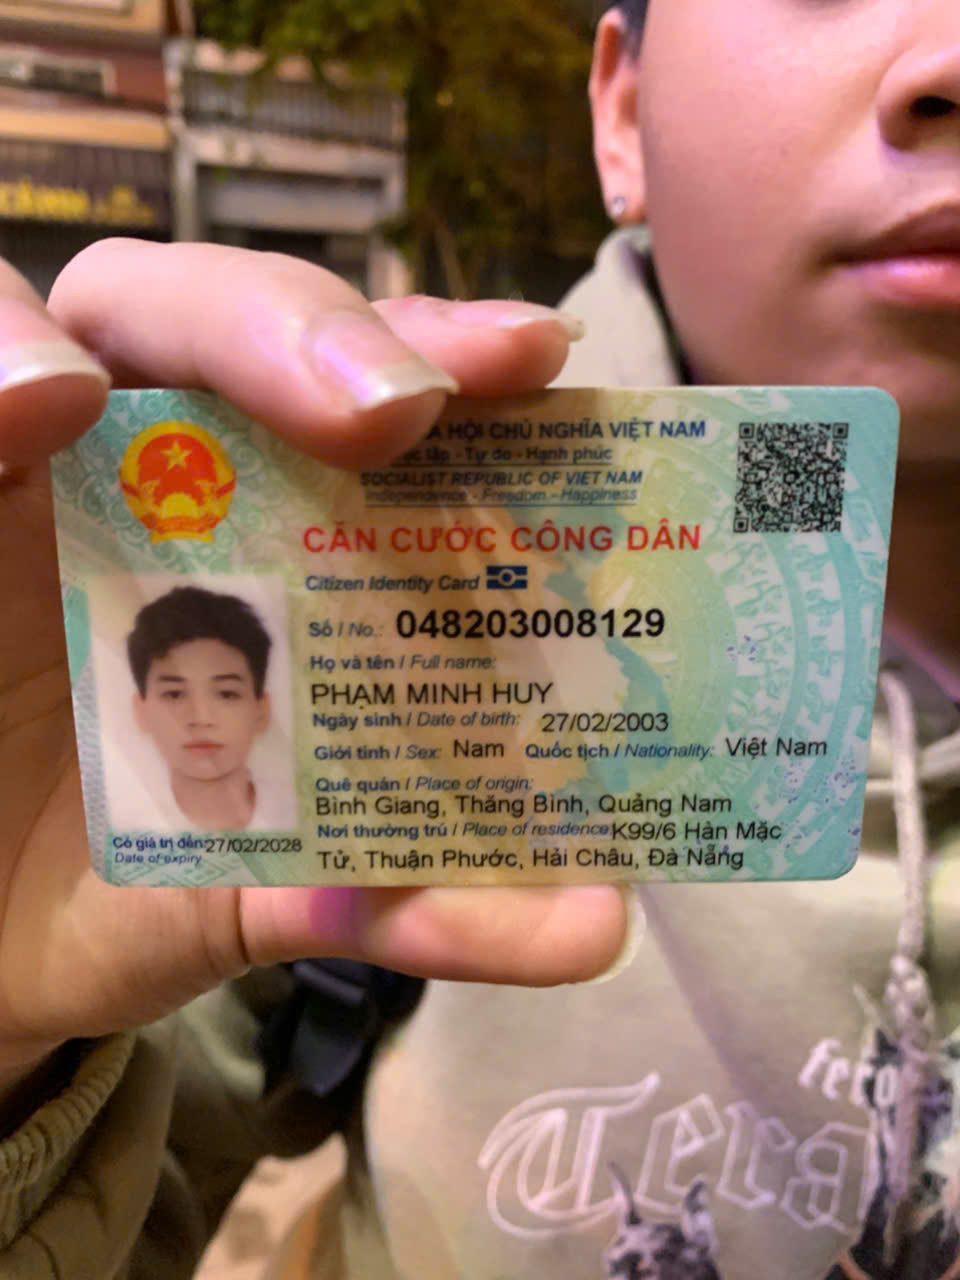 HỘI CHỦ NGHĨA VIỆT NAM
lập - Tự do - Hạnh phúc
SOCIALIST REPUBLIC OF VIET NAM
Independence - Freedom - Happiness
CĂN CƯỚC CÔNG DÂN
Citizen Identity Card
Số / No.: 048203008129
Họ và tên / Full name:
PHẠM MINH HUY
Ngày sinh / Date of birth: 27/02/2003
Giới tính / Sex: Nam Quốc tịch / Nationality: Việt Nam
Quê quán / Place of origin:
Bình Giang, Thăng Bình, Quảng Nam
Nơi thường trú / Place of residence: K99/6 Hàn Mặc
Tử, Thuận Phước, Hải Châu, Đà Nẵng
Có giá trị đến: 27/02/2028
Date of expiry
Tera